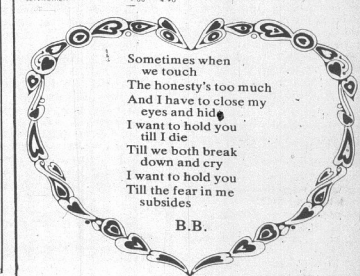 Sometimes when
we touch
The honesty's too much
And I have to close my
eyes and hide
I want to hold you
till I die
Till we both break
down and cry
I want to hold you
Till the fear in me
subsides
B.B.